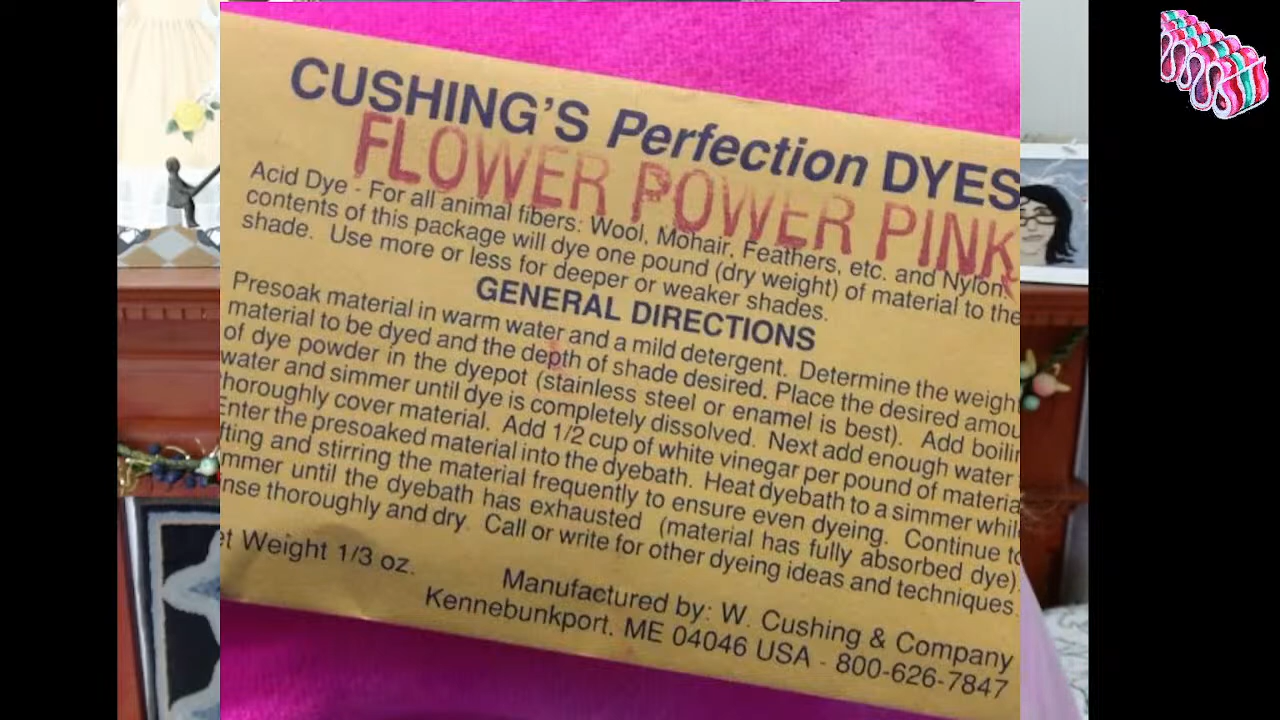 CUSHING'S Perfection DYES
FLOWER POWER PINK
Acid Dye - For all animal fibers: Wool, Mohair, Feathers, etc. and Nylon.
contents of this package will dye one pound (dry weight) of material to the
shade. Use more or less for deeper or weaker shades.
GENERAL DIRECTIONS
Presoak material in warm water and a mild detergent. Determine the weight
material to be dyed and the depth of shade desired. Place the desired amou
of dye powder in the dyepot (stainless steel or enamel is best). Add boilin
water and simmer until dye is completely dissolved. Next add enough water
horoughly cover material. Add 1/2 cup of white vinegar per pound of materia
Enter the presoaked material into the dyebath. Heat dyebath to a simmer whil
fting and stirring the material frequently to ensure even dyeing. Continue to
mmer until the dyebath has exhausted (material has fully absorbed dye).
nse thoroughly and dry. Call or write for other dyeing ideas and techniques.
et Weight 1/3 oz.
Manufactured by: W. Cushing & Company
Kennebunkport, ME 04046 USA - 800-626-7847